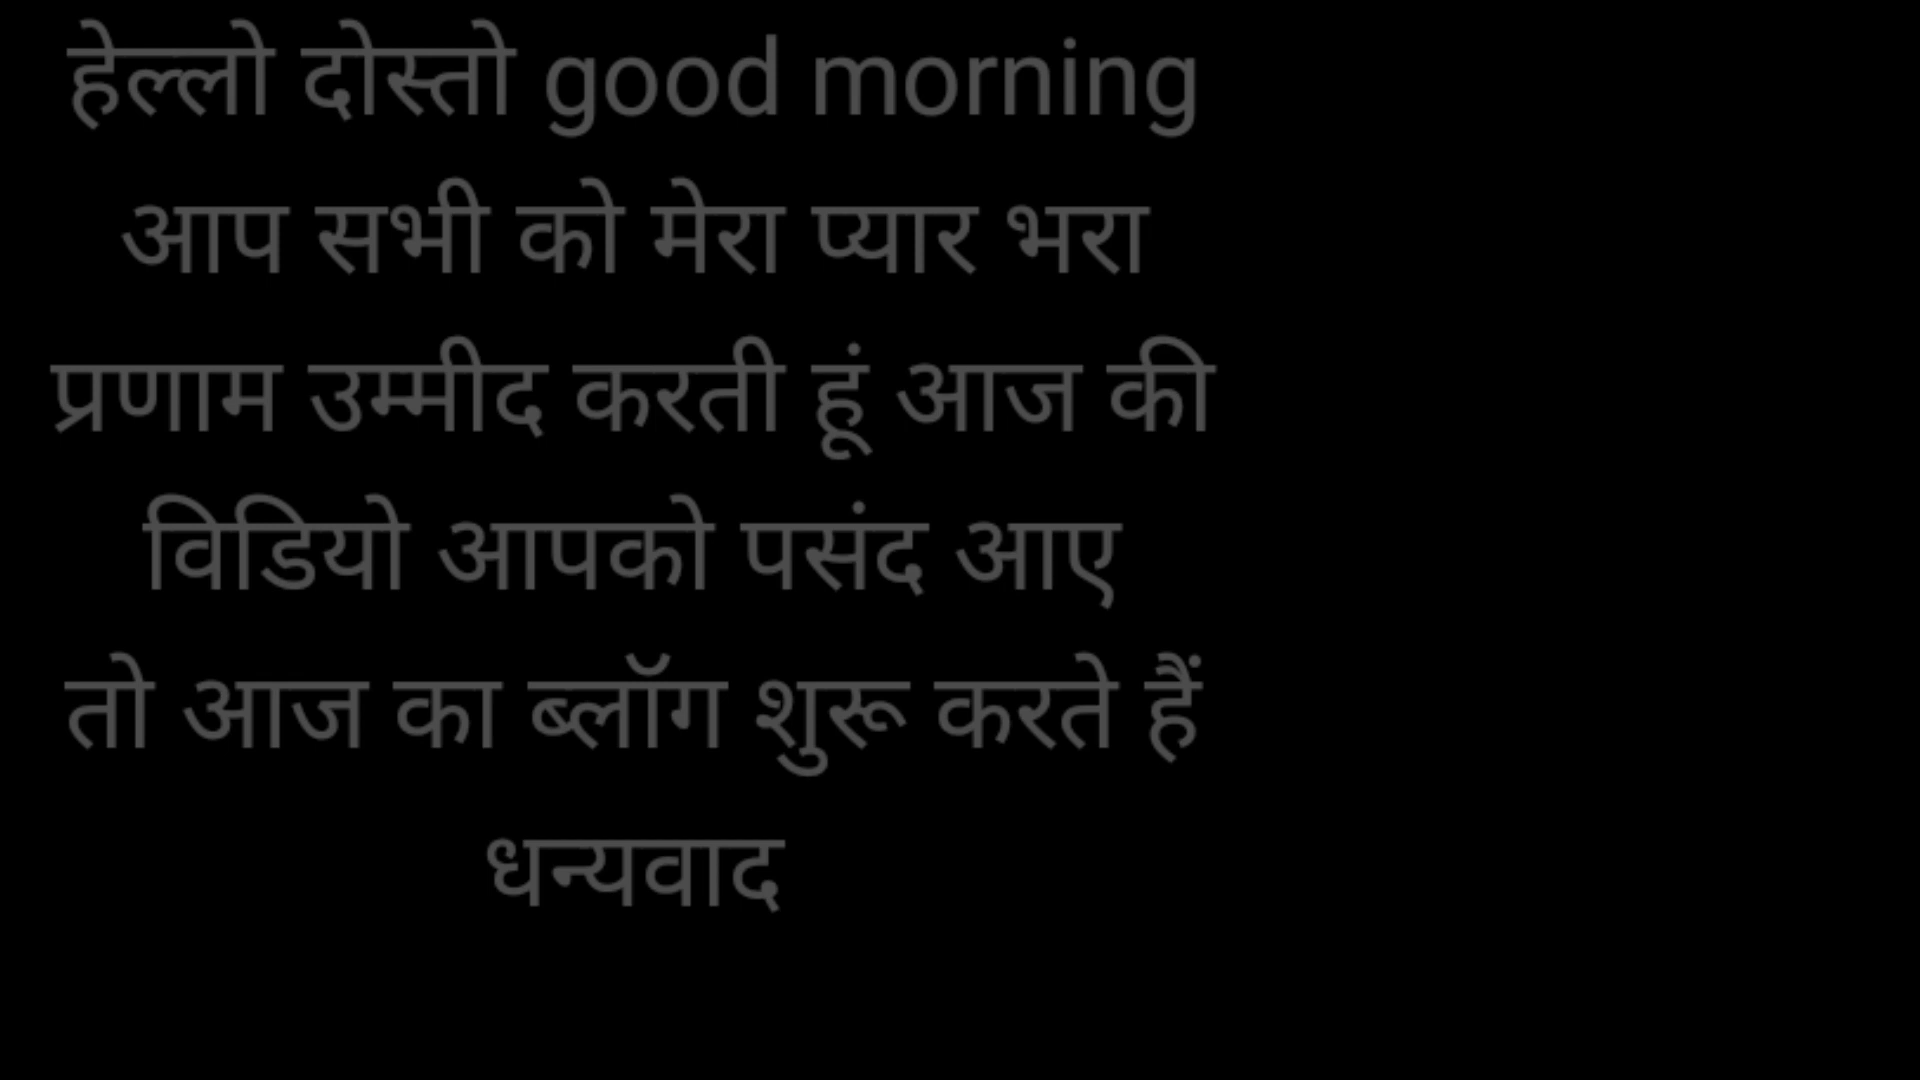 हेल्लो दोस्तो good morning
आप सभी को मेरा प्यार भरा
प्रणाम उम्मीद करती हूं आज की
विडियो आपको पसंद आए
तो आज का ब्लॉग शुरू करते हैं
धन्यवाद